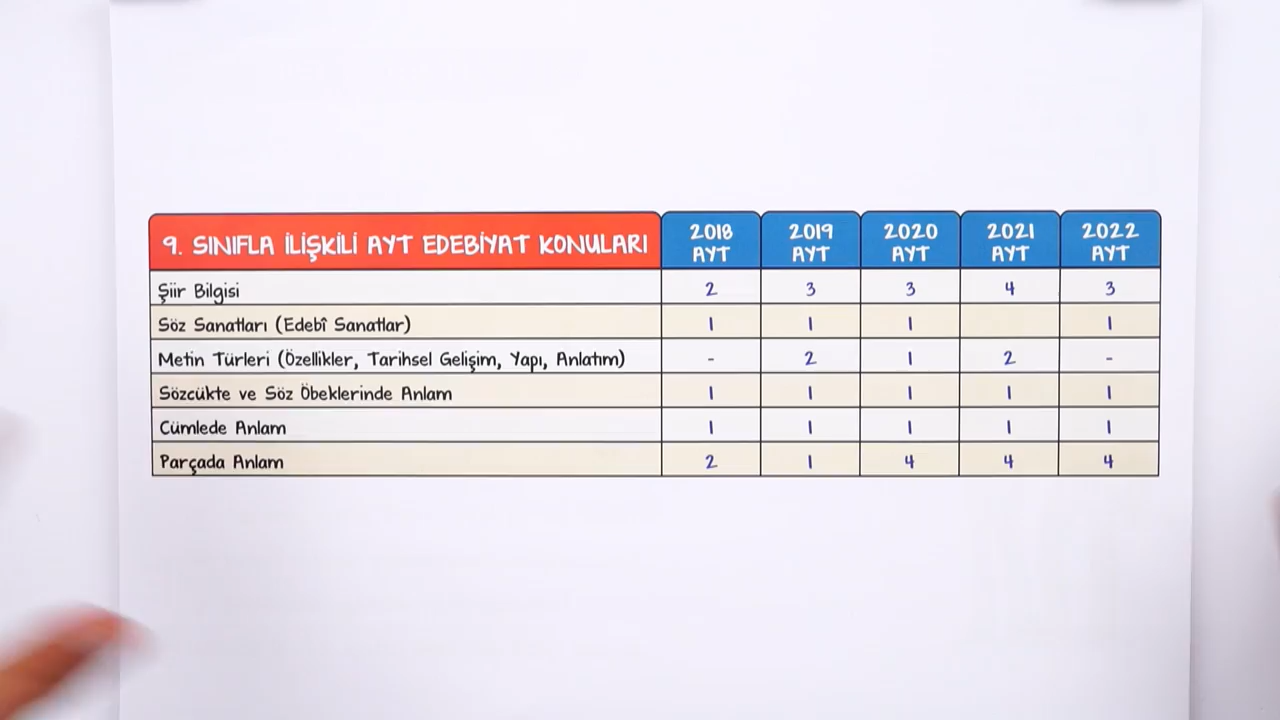 9. SINIFLA İLİŞKİLİ AYT EDEBİYAT KONULARI 2018 AYT 2019 AYT 2020 AYT 2021 AYT 2022 AYT
Şiir Bilgisi 2 3 3 4 3
Söz Sanatları (Edebî Sanatlar) 1 1 1 1
Metin Türleri (Özellikler, Tarihsel Gelişim, Yapı, Anlatım) - 2 1 2 -
Sözcükte ve Söz Öbeklerinde Anlam 1 1 1 1 1
Cümlede Anlam 1 1 1 1 1
Parçada Anlam 2 1 4 4 4